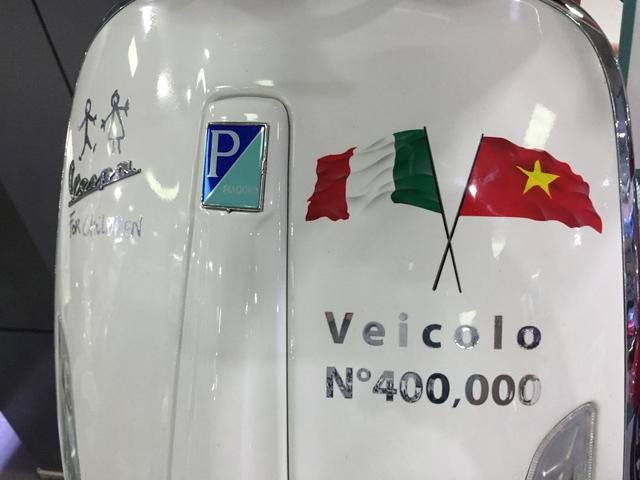 Vespa
FOR CHILDREN
P
PIAGGIO
Veicolo
N°400,000